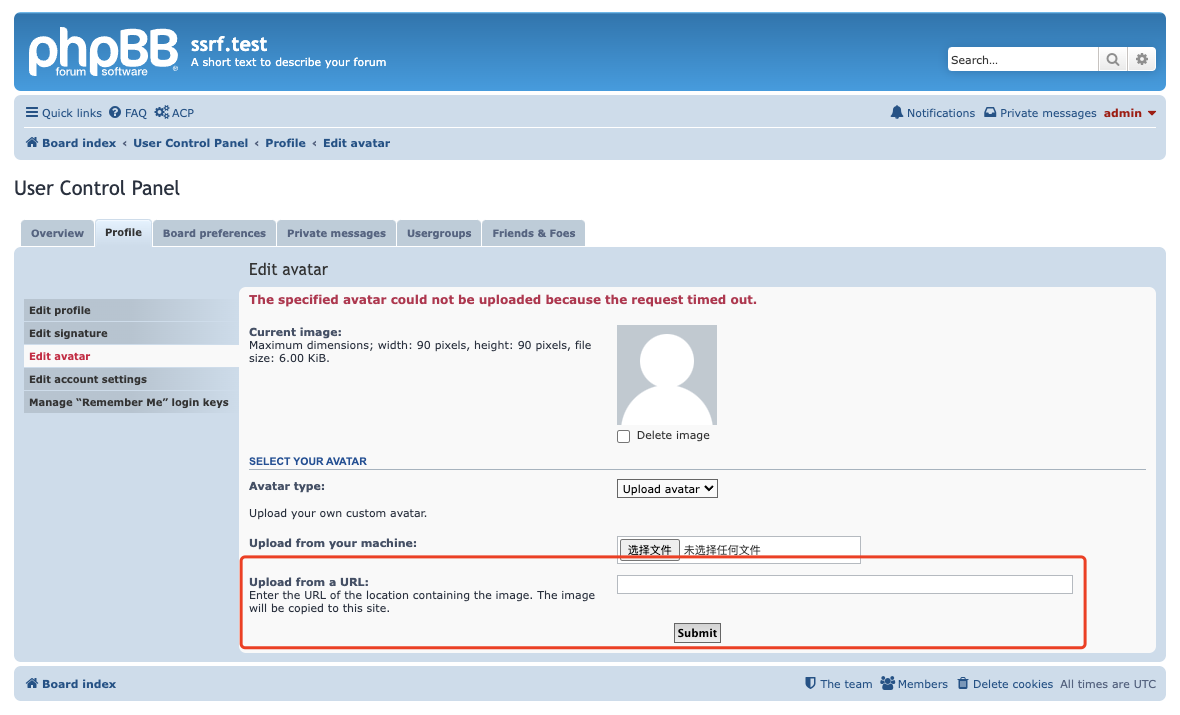 phpBB
forum software
ssrf.test
A short text to describe your forum
Search...
Quick links FAQ ACP
Notifications Private messages admin
Board index ‹ User Control Panel ‹ Profile ‹ Edit avatar
User Control Panel
Overview Profile Board preferences Private messages Usergroups Friends & Foes
Edit avatar
The specified avatar could not be uploaded because the request timed out.
Edit profile
Edit signature
Edit avatar
Edit account settings
Manage “Remember Me” login keys
Current image:
Maximum dimensions; width: 90 pixels, height: 90 pixels, file
size: 6.00 KiB.
Delete image
SELECT YOUR AVATAR
Avatar type:
Upload avatar
Upload your own custom avatar.
Upload from your machine:
选择文件 未选择任何文件
Upload from a URL:
Enter the URL of the location containing the image. The image
will be copied to this site.
Submit
Board index
The team Members Delete cookies All times are UTC